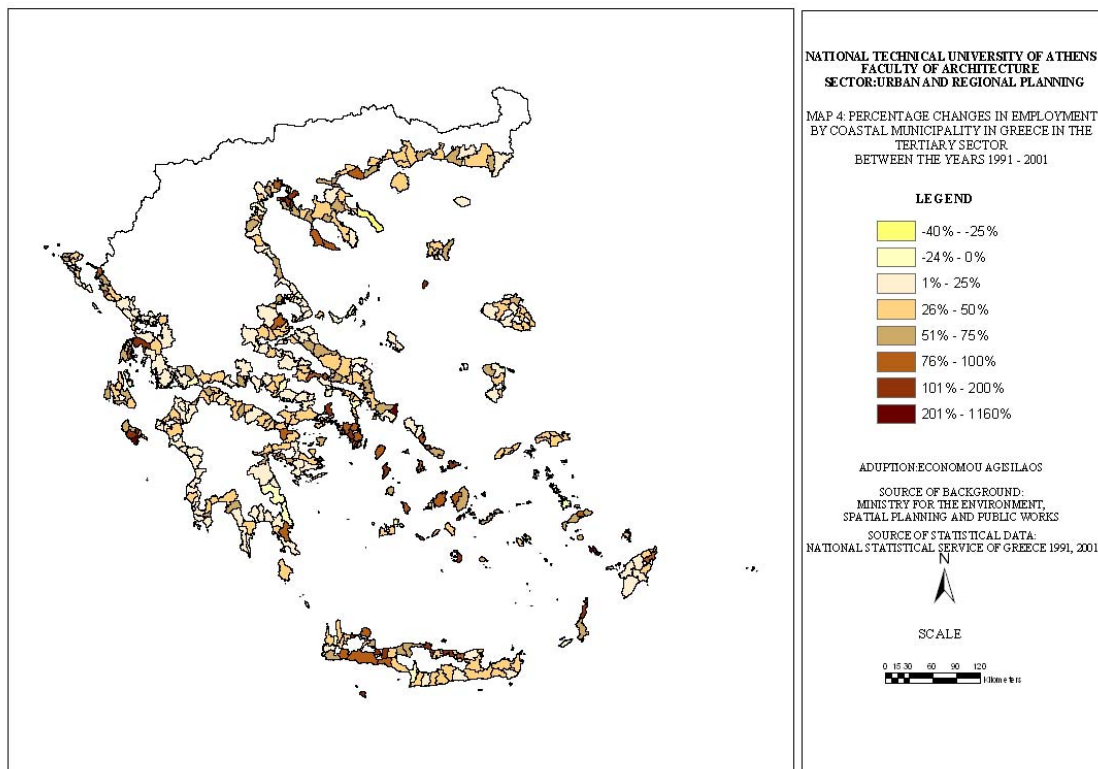 NATIONAL TECHNICAL UNIVERSITY OF ATHENS
FACULTY OF ARCHITECTURE
SECTOR:URBAN AND REGIONAL PLANNING
MAP 4: PERCENTAGE CHANGES IN EMPLOYMENT
BY COASTAL MUNICIPALITY IN GREECE IN THE
TERTIARY SECTOR
BETWEEN THE YEARS 1991 - 2001
LEGEND
-40% - -25%
-24% - 0%
1% - 25%
26% - 50%
51% - 75%
76% - 100%
101% - 200%
201% - 1160%
ADUPTION:ECONOMOU AGISILAOS
SOURCE OF BACKGROUND:
MINISTRY FOR THE ENVIRONMENT,
SPATIAL PLANNING AND PUBLIC WORKS
SOURCE OF STATISTICAL DATA:
NATIONAL STATISTICAL SERVICE OF GREECE 1991, 2001
N
SCALE
0 15 30 60 90 120
Kilometers